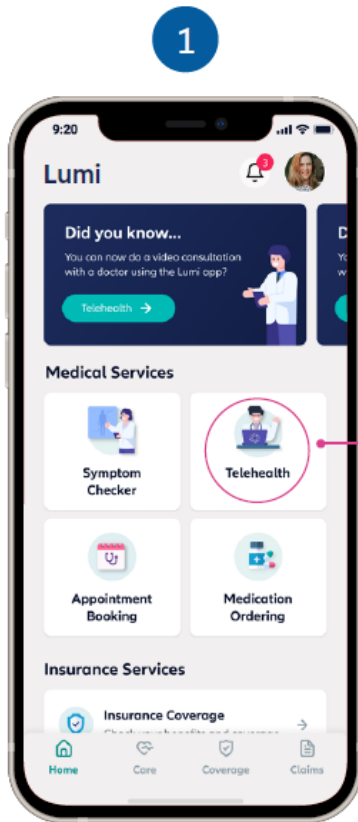 1
9:20
Lumi
3
Did you know...
You can now do a video consultation
with a doctor using the Lumi app?
Telehealth →
Medical Services
Symptom
Checker
Telehealth
Appointment
Booking
Medication
Ordering
Insurance Services
Insurance Coverage
Home
Care
Coverage
Claims